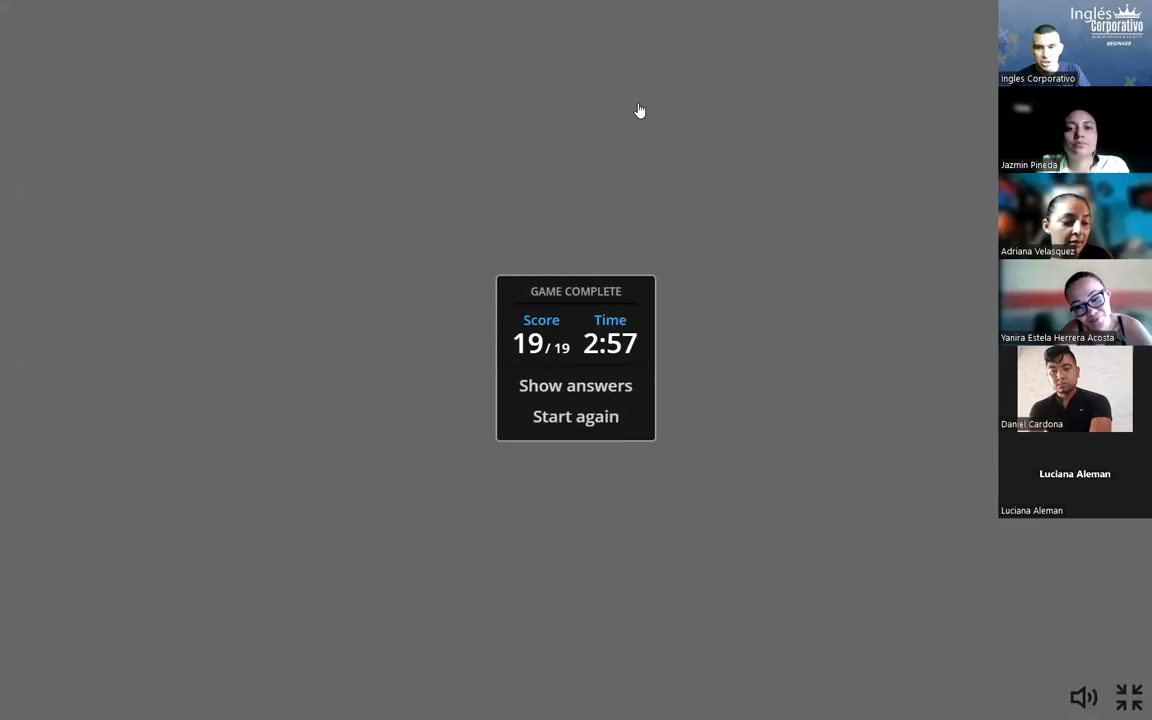 GAME COMPLETE
Score Time
19/ 19 2:57
Show answers
Start again
Inglés
Corporativo
BEGINNER
Ingles Corporativo
Jazmin Pineda
Adriana Velasquez
Yanira Estela Herrera Acosta
Daniel Cardona
Luciana Aleman
Luciana Aleman